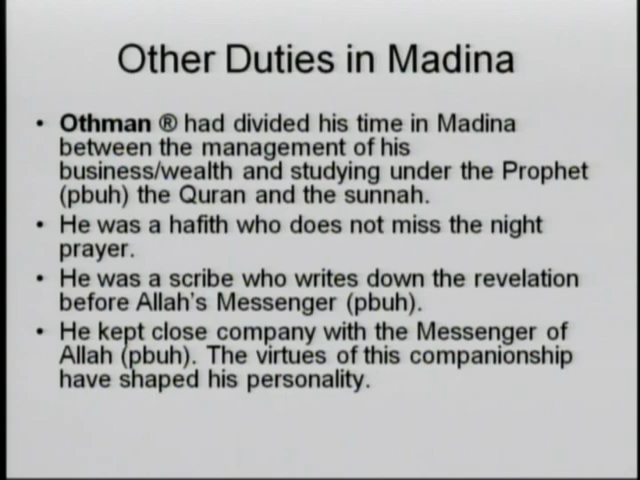 Other Duties in Madina
• Othman ® had divided his time in Madina
between the management of his
business/wealth and studying under the Prophet
(pbuh) the Quran and the sunnah.
• He was a hafith who does not miss the night
prayer.
• He was a scribe who writes down the revelation
before Allah's Messenger (pbuh).
• He kept close company with the Messenger of
Allah (pbuh). The virtues of this companionship
have shaped his personality.